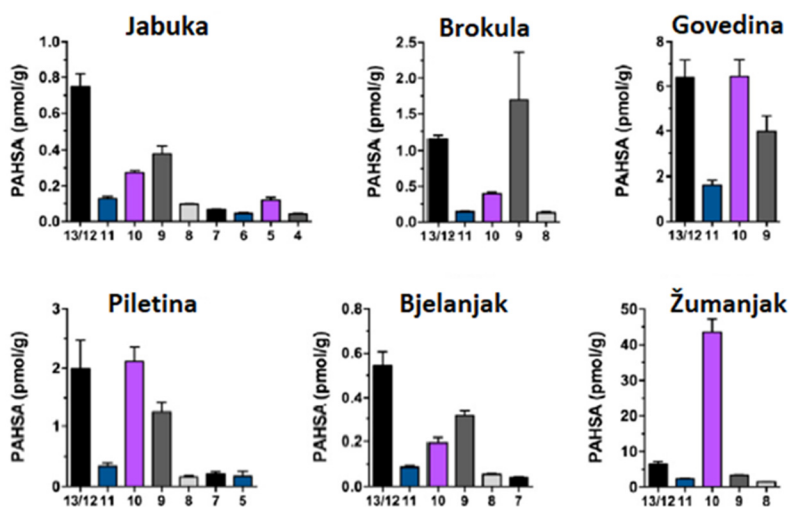 Jabuka
PAHSA (pmol/g)
1.0
0.8
0.6
0.4
0.2
0.0
13/12 11 10 9 8 7 6 5 4
Brokula
PAHSA (pmol/g)
2.5
2.0
1.5
1.0
0.5
0.0
13/12 11 10 9 8
Govedina
PAHSA (pmol/g)
8
6
4
2
0
13/12 11 10 9
Piletina
PAHSA (pmol/g)
3
2
1
0
13/12 11 10 9 8 7 5
Bjelanjak
PAHSA (pmol/g)
0.8
0.6
0.4
0.2
0.0
13/12 11 10 9 8 7
Žumanjak
PAHSA (pmol/g)
50
40
30
20
10
0
13/12 11 10 9 8